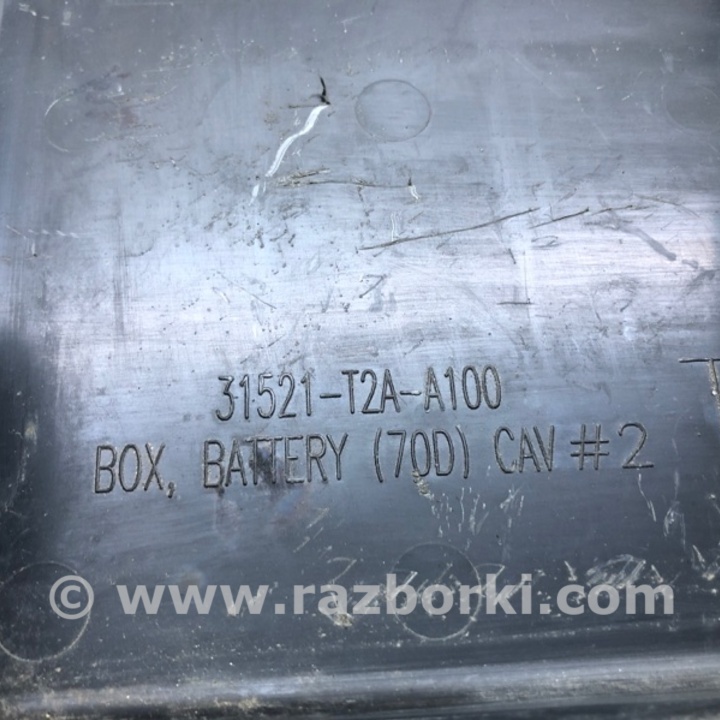 31521-T2A-A100
BOX, BATTERY (70D) CAV #2
© www.razborki.com